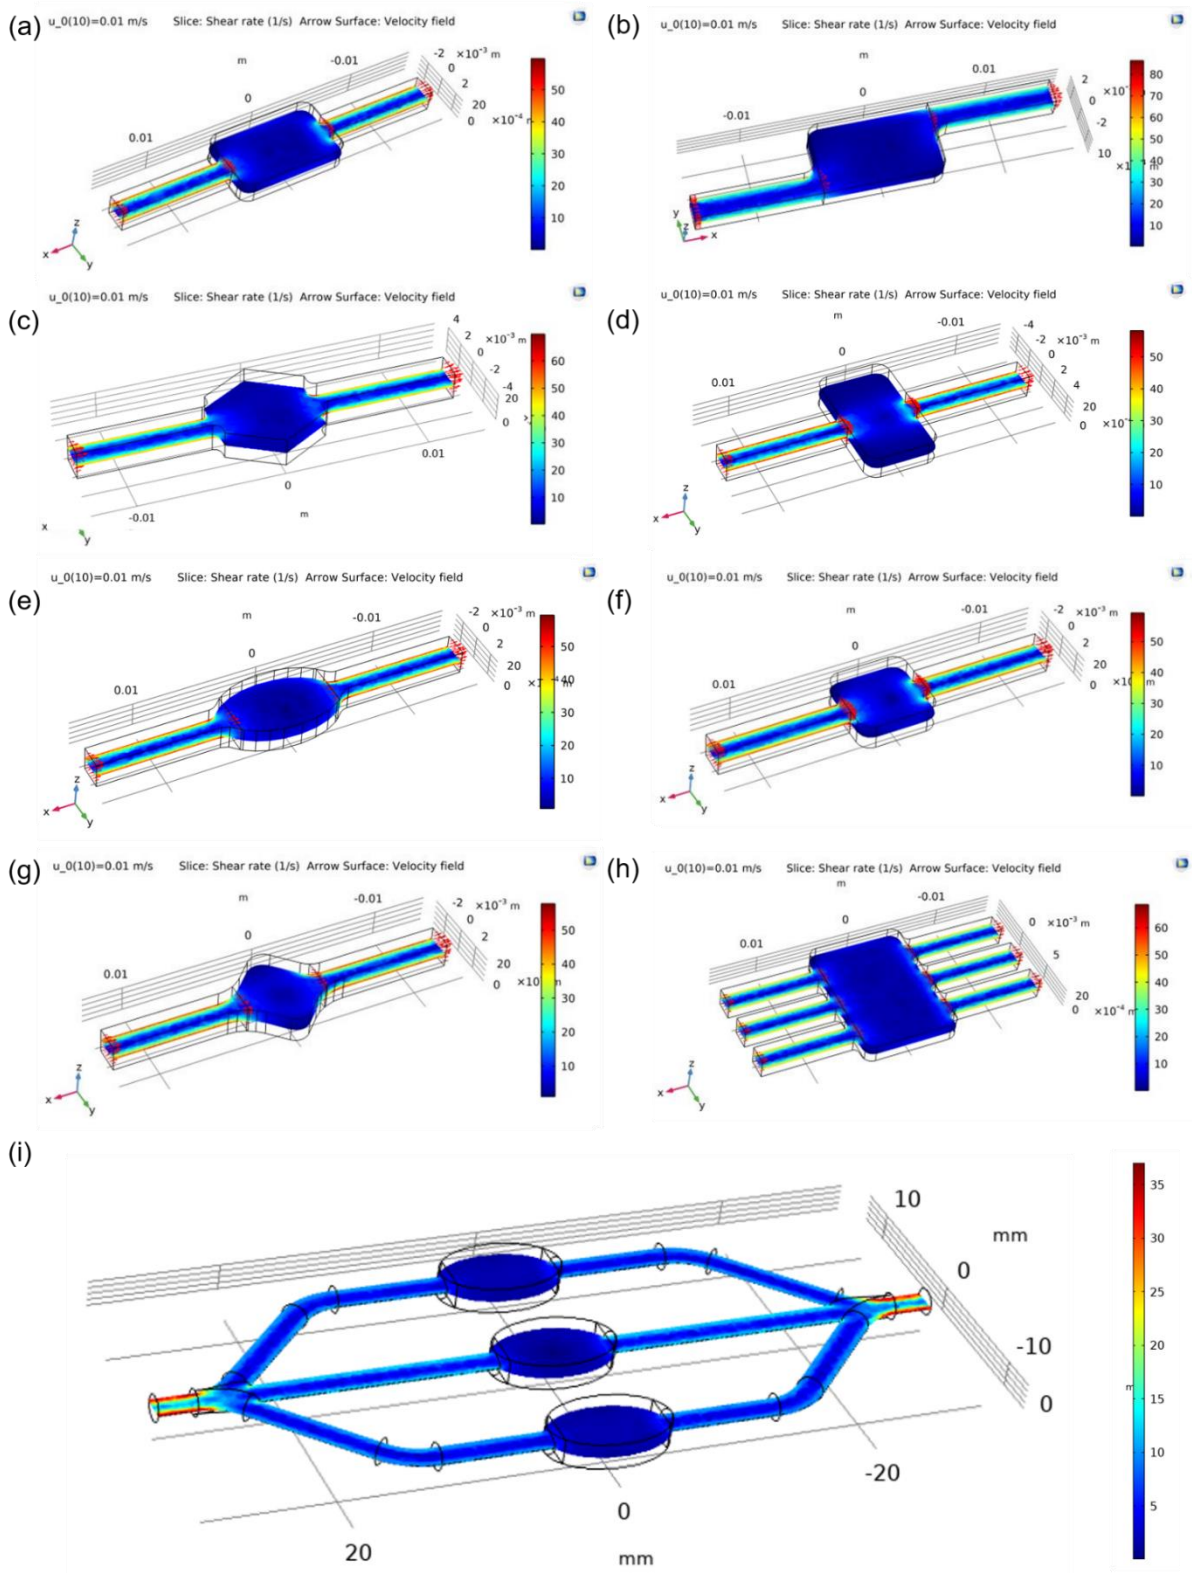 (a) u_0(10)=0.01 m/s Slice: Shear rate (1/s) Arrow Surface: Velocity field
m
-0.01
-2 ×10⁻³ m
0
2
20
0 ×10⁻⁴ m
0
0.01
50
40
30
20
10
z
x
y
(b) u_0(10)=0.01 m/s Slice: Shear rate (1/s) Arrow Surface: Velocity field
0.01
0
-0.01
2
0
-2
10
m
80
70
60
50
40
30
20
10
y
z
x
(c) u_0(10)=0.01 m/s Slice: Shear rate (1/s) Arrow Surface: Velocity field
4
2 ×10⁻³ m
0
-2
-4
20
0
0.01
0
-0.01
m
60
50
40
30
20
10
x
y
(d) u_0(10)=0.01 m/s Slice: Shear rate (1/s) Arrow Surface: Velocity field
m
-0.01
0
0.01
-4
-2 ×10⁻³ m
0
2
4
20
0
50
40
30
20
10
z
x
y
(e) u_0(10)=0.01 m/s Slice: Shear rate (1/s) Arrow Surface: Velocity field
m
-0.01
0
0.01
-2 ×10⁻³ m
0
2
20
0
m
50
40
30
20
10
z
x
y
(f) u_0(10)=0.01 m/s Slice: Shear rate (1/s) Arrow Surface: Velocity field
m
-0.01
0
0.01
-2 ×10⁻³ m
0
2
20
0
m
50
40
30
20
10
z
x
y
(g) u_0(10)=0.01 m/s Slice: Shear rate (1/s) Arrow Surface: Velocity field
m
-0.01
0
0.01
-2 ×10⁻³ m
0
2
20
0
m
50
40
30
20
10
z
x
y
(h) u_0(10)=0.01 m/s Slice: Shear rate (1/s) Arrow Surface: Velocity field
m
-0.01
0
0.01
0 ×10⁻³ m
5
20
0 ×10⁻⁴ m
60
50
40
30
20
10
z
x
y
(i)
10
mm
0
-10
0
-20
0
20
mm
35
30
25
20
15
10
5